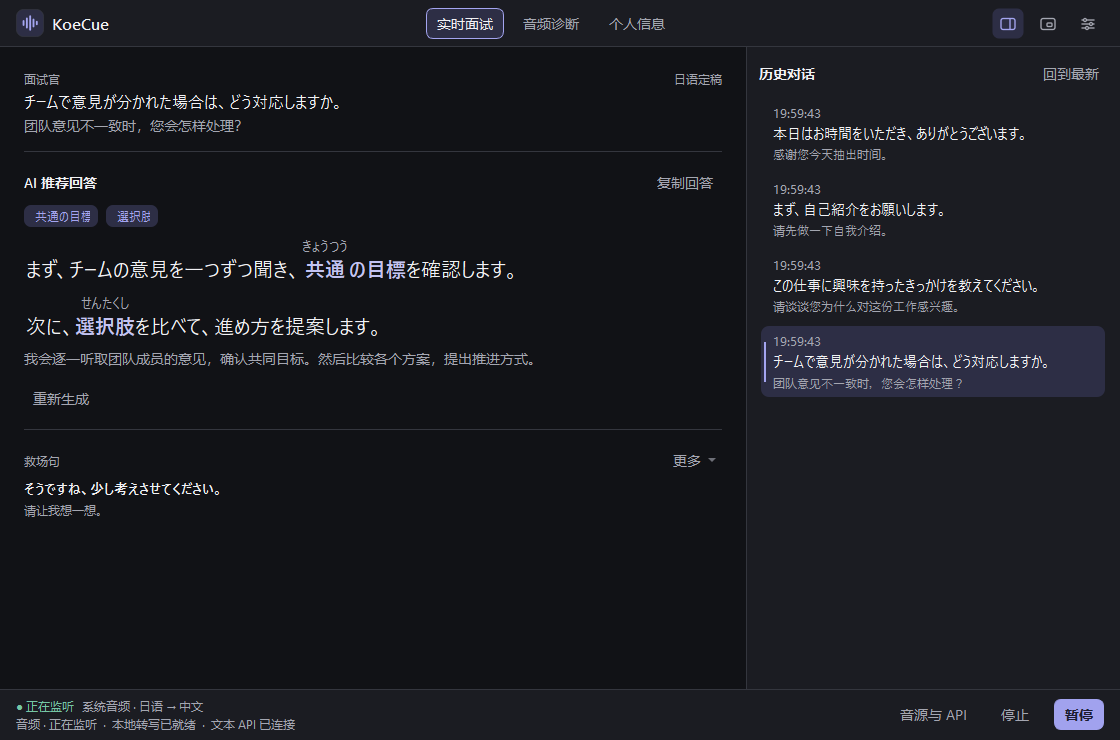 KoeCue
实时面试
音频诊断
个人信息
面试官
日语定稿
チームで意見が分かれた場合は、どう対応しますか。
团队意见不一致时，您会怎样处理？
AI 推荐回答
复制回答
共通の目標
選択肢
きょうつう
まず、チームの意見を一つずつ聞き、共通の目標を確認します。
せんたくし
次に、選択肢を比べて、進め方を提案します。
我会逐一听取团队成员的意见，确认共同目标。然后比较各个方案，提出推进方式。
重新生成
救场句
更多
そうですね、少し考えさせてください。
请让我想一想。
历史对话
回到最新
19:59:43
本日はお時間をいただき、ありがとうございます。
感谢您今天抽出时间。
19:59:43
まず、自己紹介をお願いします。
请先做一下自我介绍。
19:59:43
この仕事に興味を持ったきっかけを教えてください。
请谈谈您为什么对这份工作感兴趣。
19:59:43
チームで意見が分かれた場合は、どう対応しますか。
团队意见不一致时，您会怎样处理？
正在监听 系统音频 · 日语 → 中文
音频 · 正在监听 · 本地转写已就绪 · 文本 API 已连接
音源与 API
停止
暂停